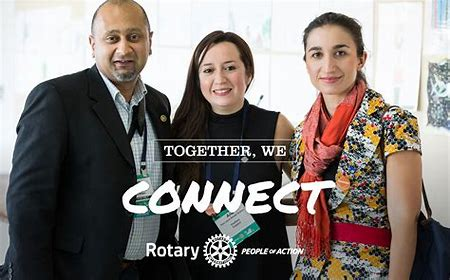 TOGETHER, WE
CONNECT
Rotary PEOPLE OF ACTION